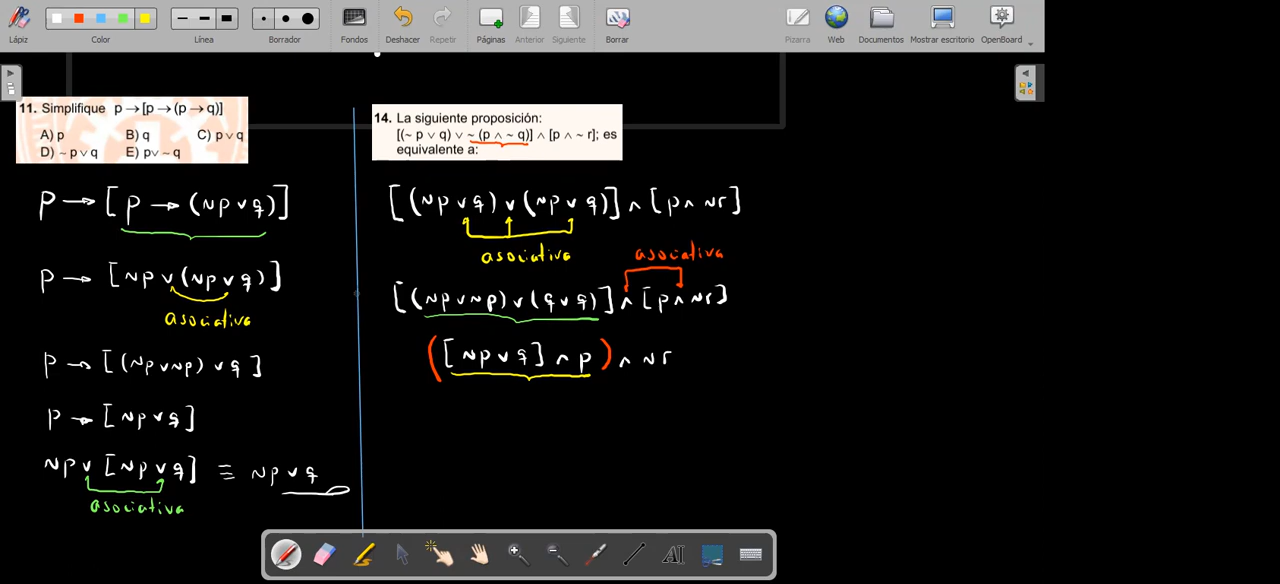 Lápiz Color Línea Borrador Fondos Deshacer Repetir Páginas Anterior Siguiente Borrar Pizarra Web Documentos Mostrar escritorio OpenBoard
11. Simplifique p → [p → (p → q)]
A) p B) q C) p ∨ q
D) ~ p ∨ q E) p∨ ~ q
p → [p → (~p ∨ q)]
p → [~p ∨ (~p ∨ q)]
asociativa
p → [(~p ∨ ~p) ∨ q]
p → [~p ∨ q]
~p ∨ [~p ∨ q] ≡ ~p ∨ q
asociativa
14. La siguiente proposición:
[(~ p ∨ q) ∨ ~ (p ∧ ~ q)] ∧ [p ∧ ~ r]; es
equivalente a:
[(~p ∨ q) ∨ (~p ∨ q)] ∧ [p ∧ ~r]
asociativa asociativa
[(~p ∨ ~p) ∨ (q ∨ q)] ∧ [p ∧ ~r]
([~p ∨ q] ∧ p) ∧ ~r
AI